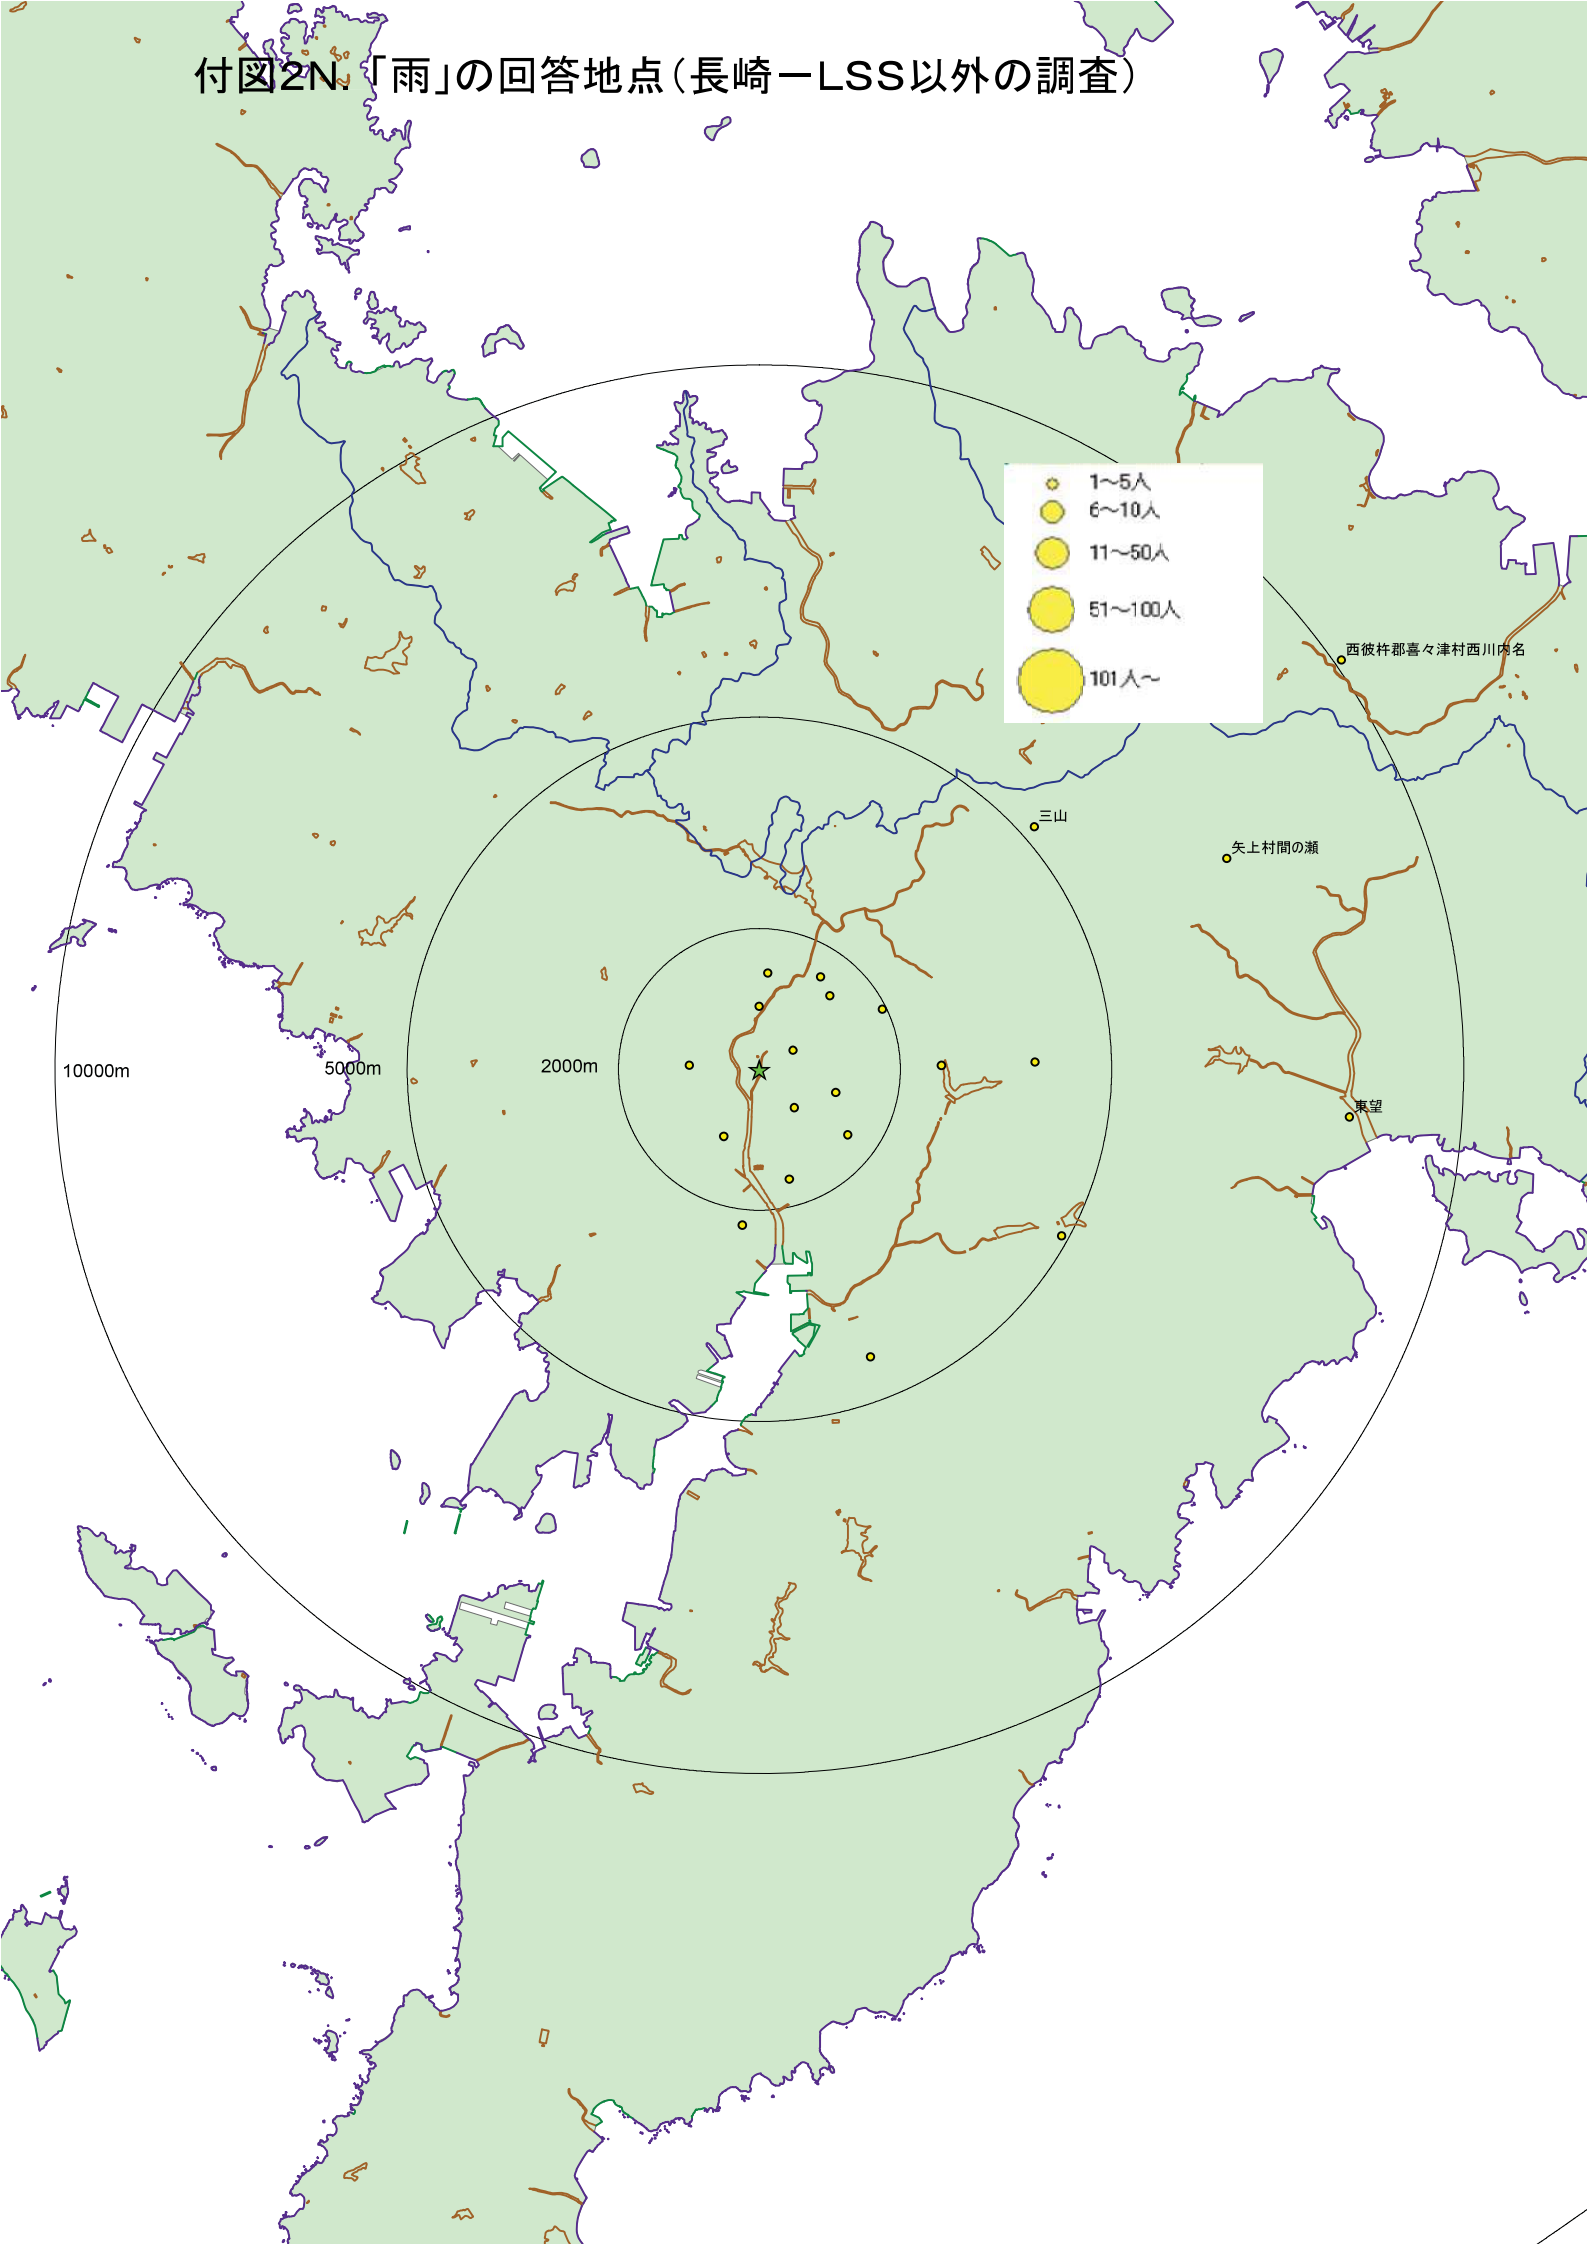 付図2N.「雨」の回答地点（長崎－LSS以外の調査）
1～5人
6～10人
11～50人
51～100人
101人～
西彼杵郡喜々津村西川内名
三山
矢上村間の瀬
10000m
5000m
2000m
東望